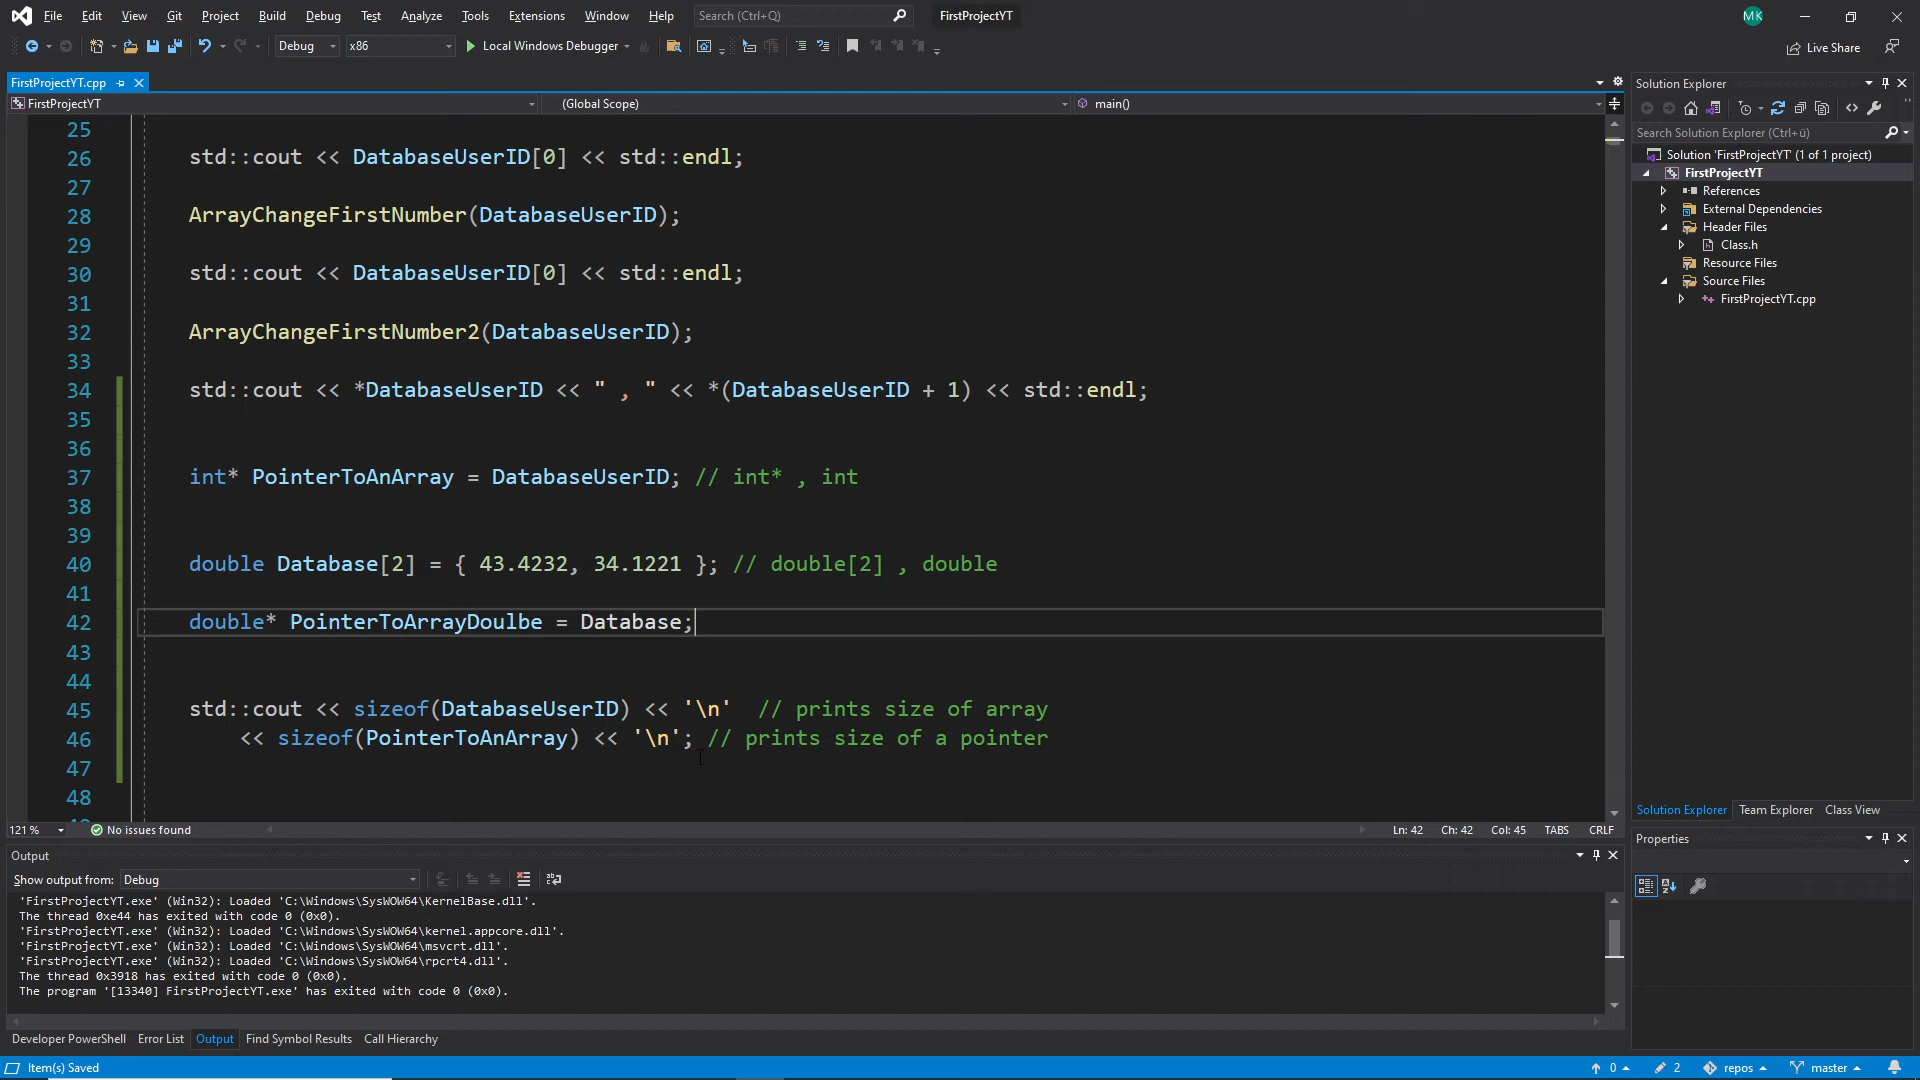 File Edit View Git Project Build Debug Test Analyze Tools Extensions Window Help Search (Ctrl+Q) FirstProjectYT MK
Debug x86 Local Windows Debugger Live Share
FirstProjectYT.cpp
FirstProjectYT (Global Scope) main()
25
26 std::cout << DatabaseUserID[0] << std::endl;
27
28 ArrayChangeFirstNumber(DatabaseUserID);
29
30 std::cout << DatabaseUserID[0] << std::endl;
31
32 ArrayChangeFirstNumber2(DatabaseUserID);
33
34 std::cout << *DatabaseUserID << " , " << *(DatabaseUserID + 1) << std::endl;
35
36
37 int* PointerToAnArray = DatabaseUserID; // int* , int
38
39
40 double Database[2] = { 43.4232, 34.1221 }; // double[2] , double
41
42 double* PointerToArrayDoulbe = Database;
43
44
45 std::cout << sizeof(DatabaseUserID) << '\n' // prints size of array
46 << sizeof(PointerToAnArray) << '\n'; // prints size of a pointer
47
48
121 % No issues found Ln: 42 Ch: 42 Col: 45 TABS CRLF
Output
Show output from: Debug
'FirstProjectYT.exe' (Win32): Loaded 'C:\Windows\SysWOW64\KernelBase.dll'.
The thread 0xe44 has exited with code 0 (0x0).
'FirstProjectYT.exe' (Win32): Loaded 'C:\Windows\SysWOW64\kernel.appcore.dll'.
'FirstProjectYT.exe' (Win32): Loaded 'C:\Windows\SysWOW64\msvcrt.dll'.
'FirstProjectYT.exe' (Win32): Loaded 'C:\Windows\SysWOW64\rpcrt4.dll'.
The thread 0x3918 has exited with code 0 (0x0).
The program '[13340] FirstProjectYT.exe' has exited with code 0 (0x0).
Developer PowerShell Error List Output Find Symbol Results Call Hierarchy
Solution Explorer
Search Solution Explorer (Ctrl+ü)
Solution 'FirstProjectYT' (1 of 1 project)
FirstProjectYT
References
External Dependencies
Header Files
Class.h
Resource Files
Source Files
FirstProjectYT.cpp
Solution Explorer Team Explorer Class View
Properties
Item(s) Saved 0 2 repos master